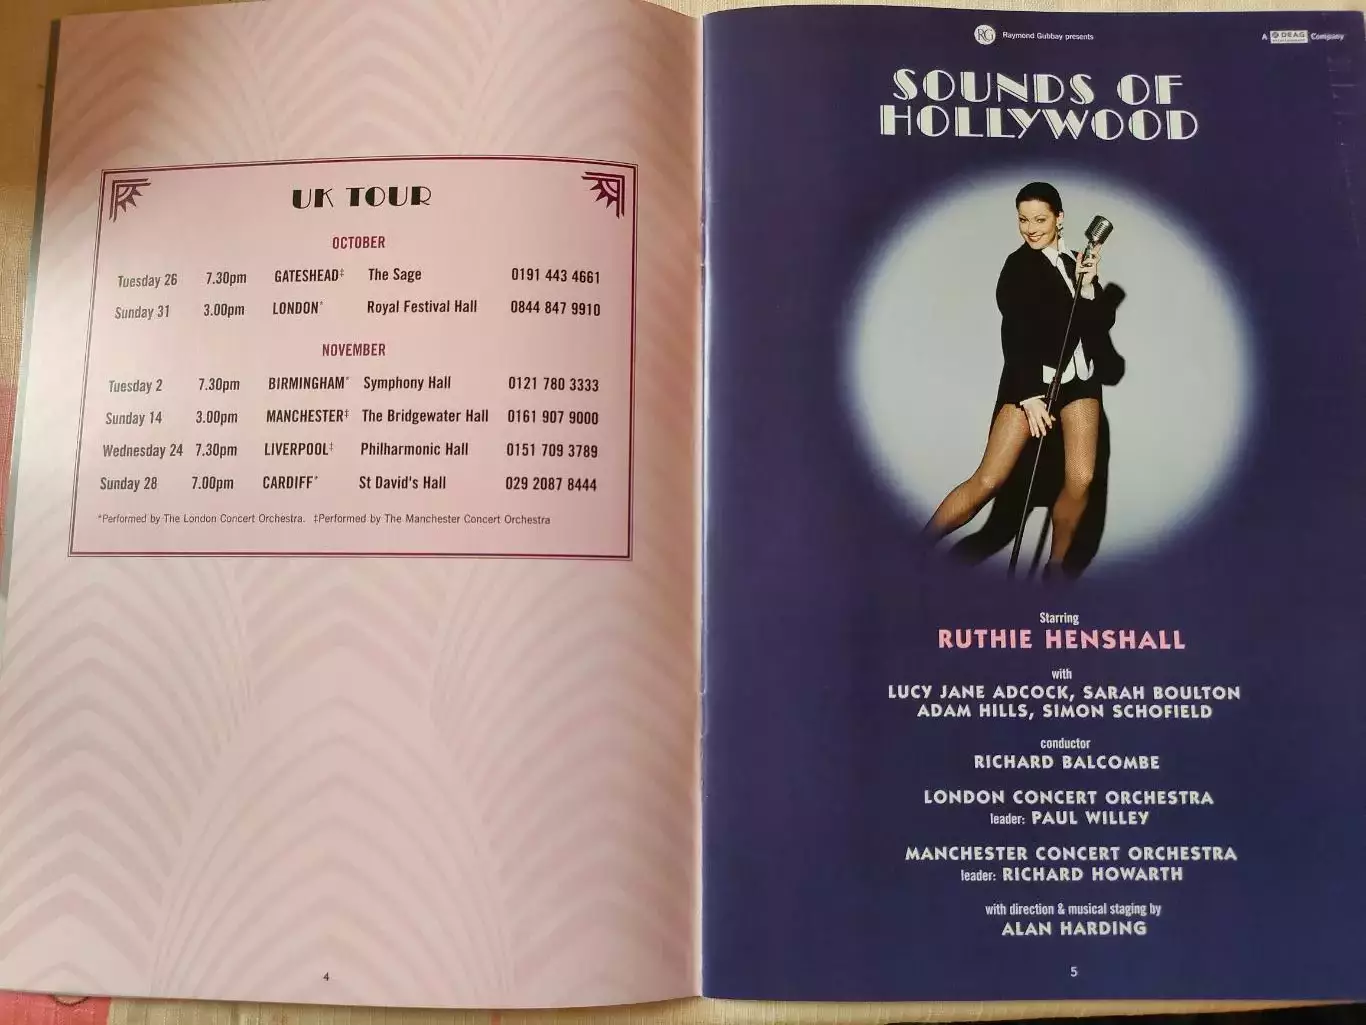 UK TOUR
OCTOBER
Tuesday 26 7.30pm GATESHEAD‡ The Sage 0191 443 4661
Sunday 31 3.00pm LONDON* Royal Festival Hall 0844 847 9910
NOVEMBER
Tuesday 2 7.30pm BIRMINGHAM* Symphony Hall 0121 780 3333
Sunday 14 3.00pm MANCHESTER‡ The Bridgewater Hall 0161 907 9000
Wednesday 24 7.30pm LIVERPOOL‡ Philharmonic Hall 0151 709 3789
Sunday 28 7.00pm CARDIFF* St David's Hall 029 2087 8444
*Performed by The London Concert Orchestra. ‡Performed by The Manchester Concert Orchestra
4
RG Raymond Gubbay presents
A DEAG Company
SOUNDS OF
HOLLYWOOD
Starring
RUTHIE HENSHALL
with
LUCY JANE ADCOCK, SARAH BOULTON
ADAM HILLS, SIMON SCHOFIELD
conductor
RICHARD BALCOMBE
LONDON CONCERT ORCHESTRA
leader: PAUL WILLEY
MANCHESTER CONCERT ORCHESTRA
leader: RICHARD HOWARTH
with direction & musical staging by
ALAN HARDING
5